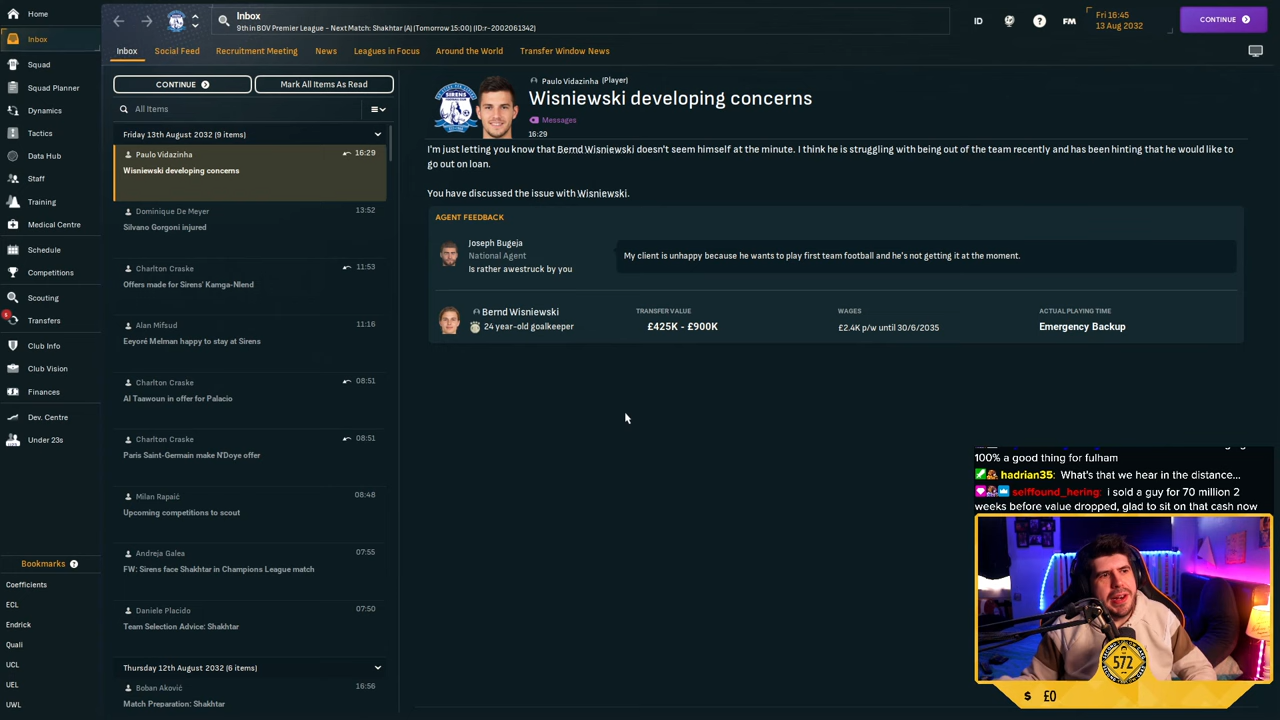 Home
Inbox
9th in BOV Premier League - Next Match: Shakhtar (A) (Tomorrow 15:00) (ID:r-2002061342)
ID
FM
Fri 16:45
13 Aug 2032
CONTINUE
Inbox
Squad
Squad Planner
Dynamics
Tactics
Data Hub
Staff
Training
Medical Centre
Schedule
Competitions
Scouting
5
Transfers
Club Info
Club Vision
Finances
Dev. Centre
Under 23s
Bookmarks
Coefficients
ECL
Endrick
Quali
UCL
UEL
UWL
Inbox
Social Feed
Recruitment Meeting
News
Leagues in Focus
Around the World
Transfer Window News
CONTINUE
Mark All Items As Read
All Items
Friday 13th August 2032 (9 items)
Paulo Vidazinha 16:29
Wisniewski developing concerns
Dominique De Meyer 13:52
Silvano Gorgoni injured
Charlton Craske 11:53
Offers made for Sirens' Kamga-Nlend
Alan Mifsud 11:16
Eeyoré Melman happy to stay at Sirens
Charlton Craske 08:51
Al Taawoun in offer for Palacio
Charlton Craske 08:51
Paris Saint-Germain make N'Doye offer
Milan Rapaić 08:48
Upcoming competitions to scout
Andreja Galea 07:55
FW: Sirens face Shakhtar in Champions League match
Daniele Placido 07:50
Team Selection Advice: Shakhtar
Thursday 12th August 2032 (6 items)
Boban Aković 16:56
Match Preparation: Shakhtar
SIRENS
Paulo Vidazinha (Player)
Wisniewski developing concerns
Messages
16:29
I'm just letting you know that Bernd Wisniewski doesn't seem himself at the minute. I think he is struggling with being out of the team recently and has been hinting that he would like to
go out on loan.
You have discussed the issue with Wisniewski.
AGENT FEEDBACK
Joseph Bugeja
National Agent
Is rather awestruck by you
My client is unhappy because he wants to play first team football and he's not getting it at the moment.
Bernd Wisniewski
24 year-old goalkeeper
TRANSFER VALUE
£425K - £900K
WAGES
£2.4K p/w until 30/6/2035
ACTUAL PLAYING TIME
Emergency Backup
100% a good thing for fulham
hadrian35: What's that we hear in the distance...
selffound_hering: i sold a guy for 70 million 2
weeks before value dropped, glad to sit on that cash now
572
$ £0